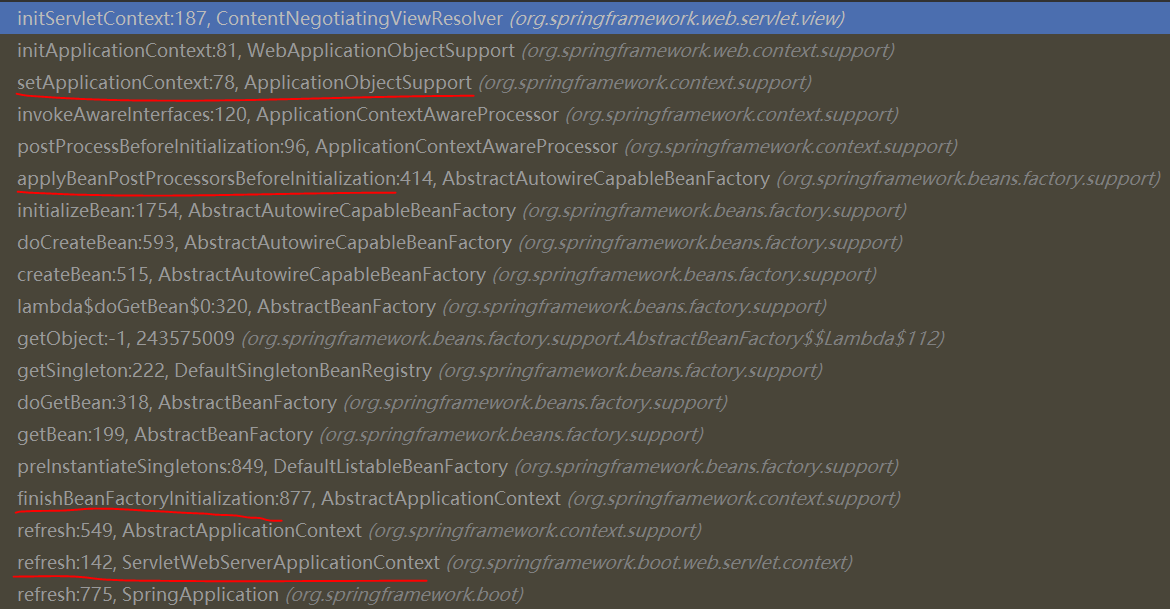 initServletContext:187, ContentNegotiatingViewResolver (org.springframework.web.servlet.view)
initApplicationContext:81, WebApplicationObjectSupport (org.springframework.web.context.support)
setApplicationContext:78, ApplicationObjectSupport (org.springframework.context.support)
invokeAwareInterfaces:120, ApplicationContextAwareProcessor (org.springframework.context.support)
postProcessBeforeInitialization:96, ApplicationContextAwareProcessor (org.springframework.context.support)
applyBeanPostProcessorsBeforeInitialization:414, AbstractAutowireCapableBeanFactory (org.springframework.beans.factory.support)
initializeBean:1754, AbstractAutowireCapableBeanFactory (org.springframework.beans.factory.support)
doCreateBean:593, AbstractAutowireCapableBeanFactory (org.springframework.beans.factory.support)
createBean:515, AbstractAutowireCapableBeanFactory (org.springframework.beans.factory.support)
lambda$doGetBean$0:320, AbstractBeanFactory (org.springframework.beans.factory.support)
getObject:-1, 243575009 (org.springframework.beans.factory.support.AbstractBeanFactory$$Lambda$112)
getSingleton:222, DefaultSingletonBeanRegistry (org.springframework.beans.factory.support)
doGetBean:318, AbstractBeanFactory (org.springframework.beans.factory.support)
getBean:199, AbstractBeanFactory (org.springframework.beans.factory.support)
preInstantiateSingletons:849, DefaultListableBeanFactory (org.springframework.beans.factory.support)
finishBeanFactoryInitialization:877, AbstractApplicationContext (org.springframework.context.support)
refresh:549, AbstractApplicationContext (org.springframework.context.support)
refresh:142, ServletWebServerApplicationContext (org.springframework.boot.web.servlet.context)
refresh:775, SpringApplication (org.springframework.boot)